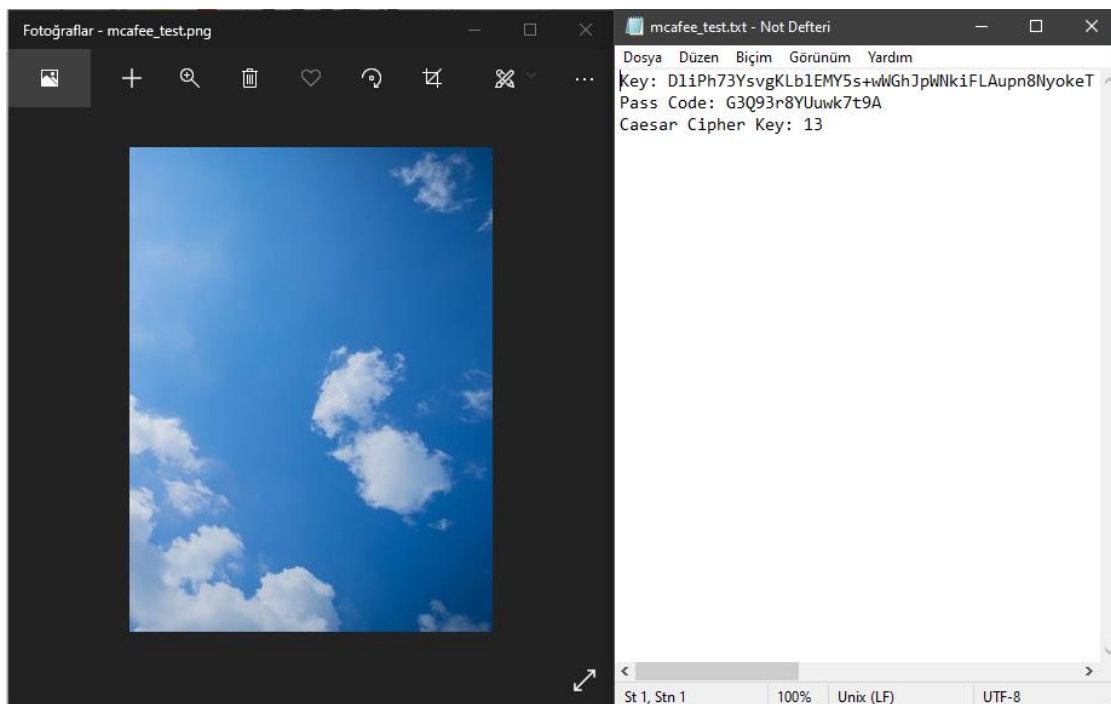 Fotoğraflar - mcafee_test.png
mcafee_test.txt - Not Defteri
Dosya Düzen Biçim Görünüm Yardım
Key: DliPh73YsvgKLblEMY5s+wWGhJpWNkiFLAupn8NyokeT
Pass Code: G3Q93r8YUuwk7t9A
Caesar Cipher Key: 13
St 1, Stn 1 100% Unix (LF) UTF-8